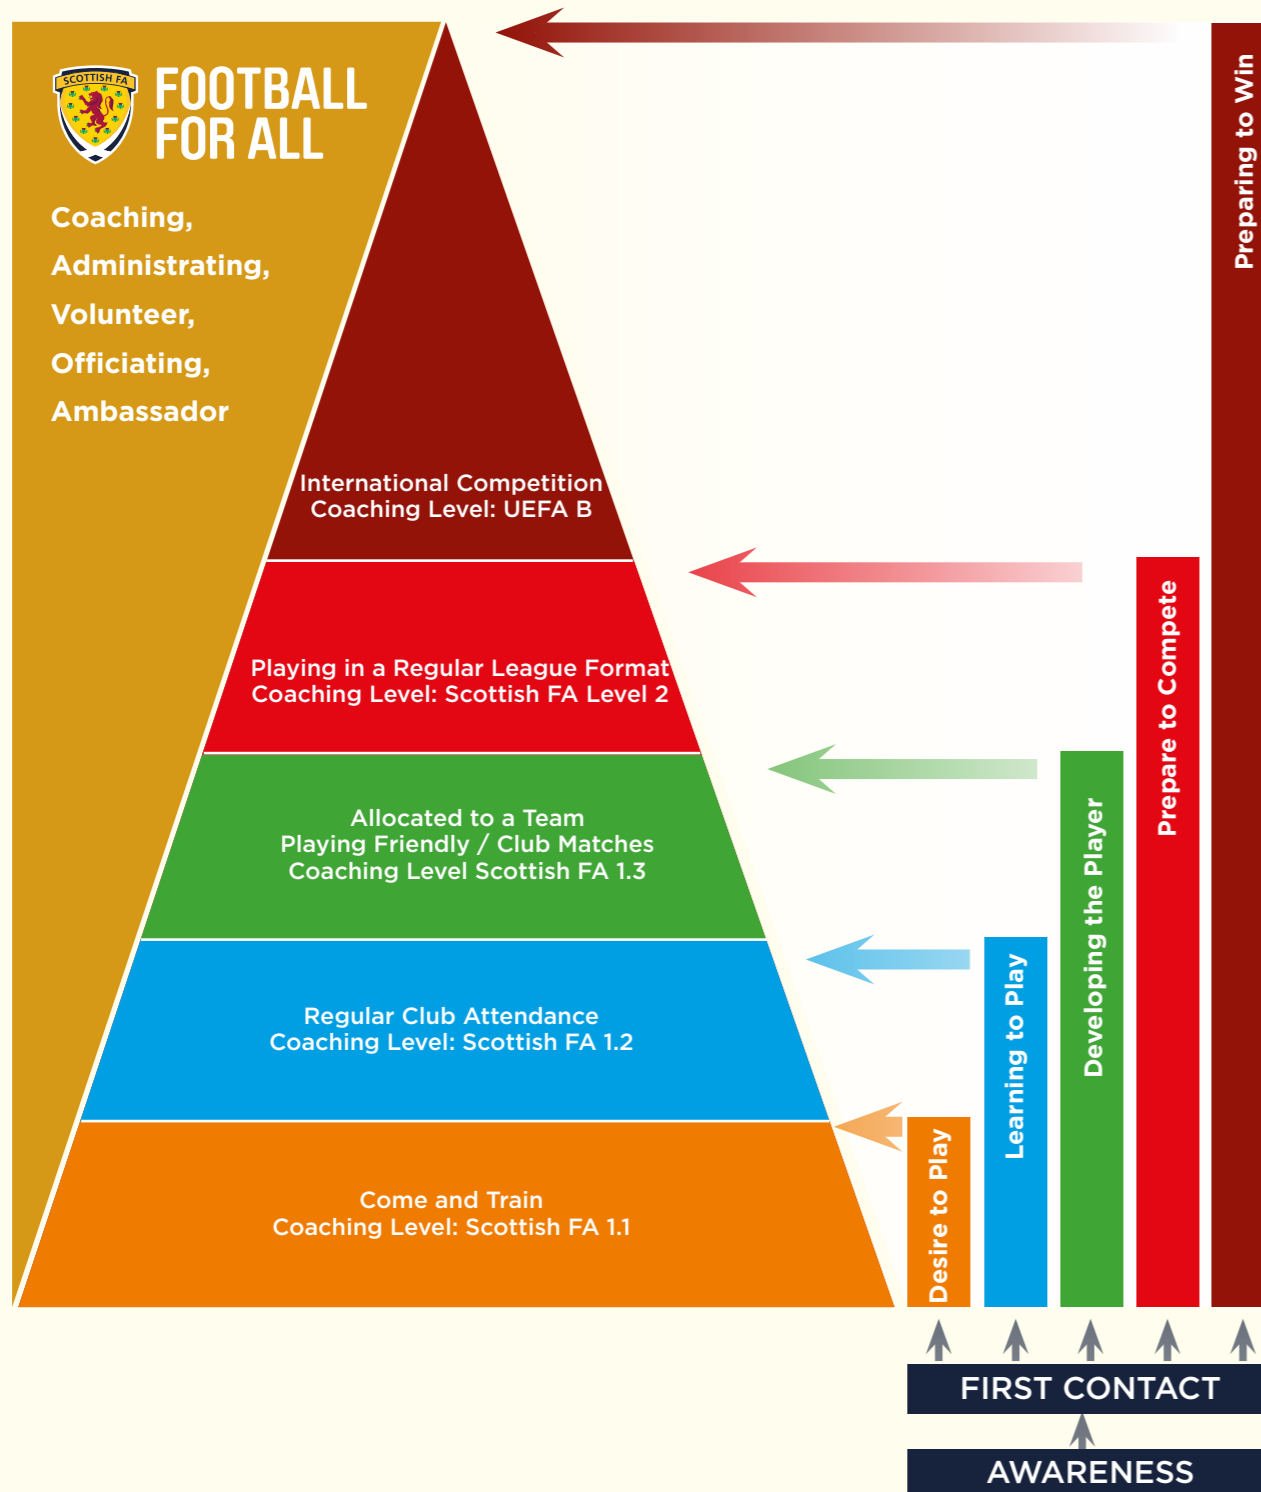 SCOTTISH FA
FOOTBALL
FOR ALL
Coaching,
Administrating,
Volunteer,
Officiating,
Ambassador
International Competition
Coaching Level: UEFA B
Playing in a Regular League Format
Coaching Level: Scottish FA Level 2
Allocated to a Team
Playing Friendly / Club Matches
Coaching Level Scottish FA 1.3
Regular Club Attendance
Coaching Level: Scottish FA 1.2
Come and Train
Coaching Level: Scottish FA 1.1
Desire to Play
Learning to Play
Developing the Player
Prepare to Compete
Preparing to Win
FIRST CONTACT
AWARENESS